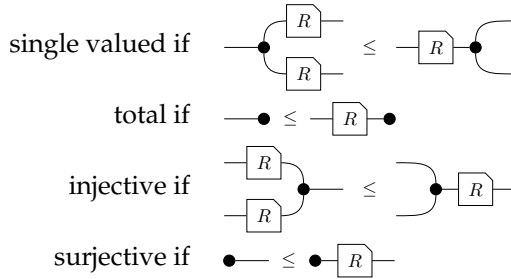 R
single valued if ≤ R
R
total if ≤ R
R
injective if ≤ R
R
surjective if ≤ R